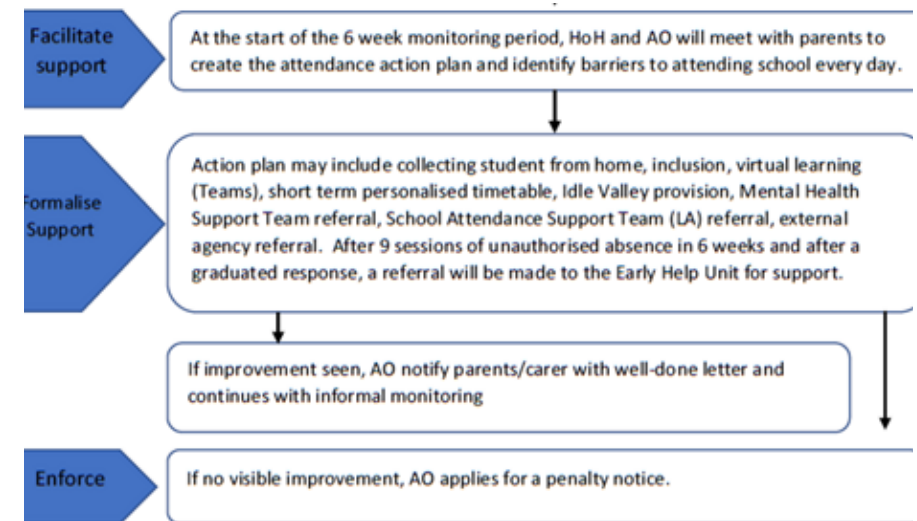 Facilitate
support
At the start of the 6 week monitoring period, HoH and AO will meet with parents to
create the attendance action plan and identify barriers to attending school every day.
Formalise
Support
Action plan may include collecting student from home, inclusion, virtual learning
(Teams), short term personalised timetable, Idle Valley provision, Mental Health
Support Team referral, School Attendance Support Team (LA) referral, external
agency referral.  After 9 sessions of unauthorised absence in 6 weeks and after a
graduated response, a referral will be made to the Early Help Unit for support.
If improvement seen, AO notify parents/carer with well-done letter and
continues with informal monitoring
Enforce
If no visible improvement, AO applies for a penalty notice.